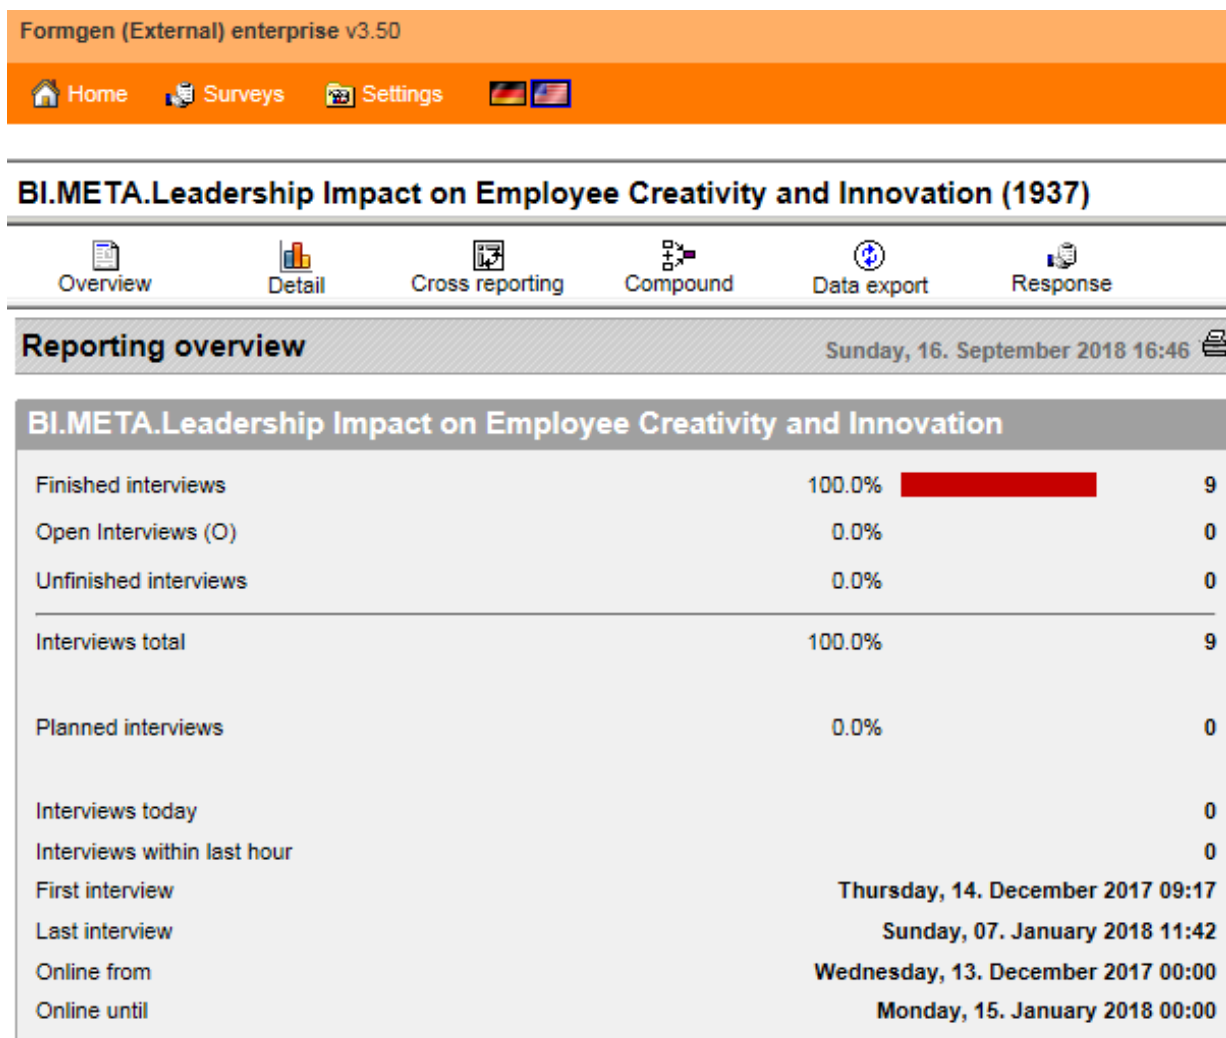 Formgen (External) enterprise v3.50
Home Surveys Settings
BI.META.Leadership Impact on Employee Creativity and Innovation (1937)
Overview Detail Cross reporting Compound Data export Response
Reporting overview Sunday, 16. September 2018 16:46
BI.META.Leadership Impact on Employee Creativity and Innovation
Finished interviews 100.0% 9
Open Interviews (O) 0.0% 0
Unfinished interviews 0.0% 0
Interviews total 100.0% 9
Planned interviews 0.0% 0
Interviews today 0
Interviews within last hour 0
First interview Thursday, 14. December 2017 09:17
Last interview Sunday, 07. January 2018 11:42
Online from Wednesday, 13. December 2017 00:00
Online until Monday, 15. January 2018 00:00